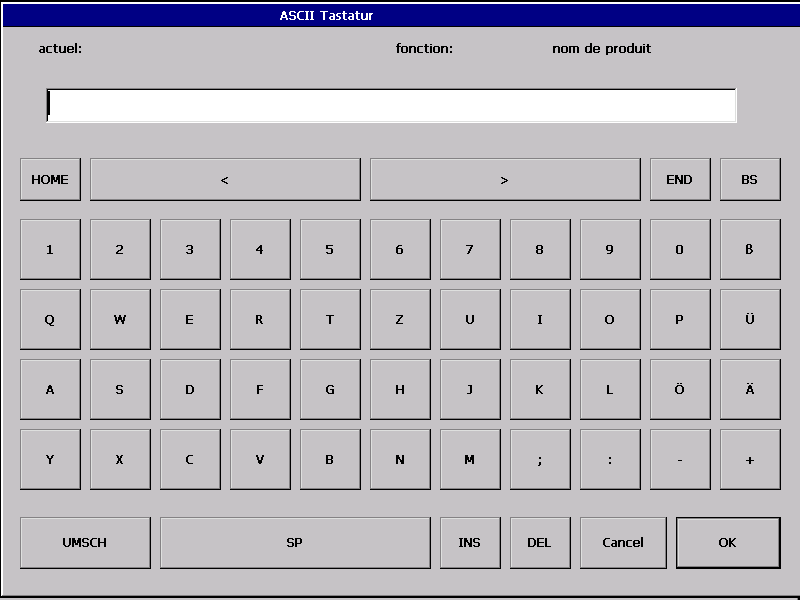 ASCII Tastatur
actuel: fonction: nom de produit
HOME < > END BS
1 2 3 4 5 6 7 8 9 0 ß
Q W E R T Z U I O P Ü
A S D F G H J K L Ö Ä
Y X C V B N M ; : - +
UMSCH SP INS DEL Cancel OK